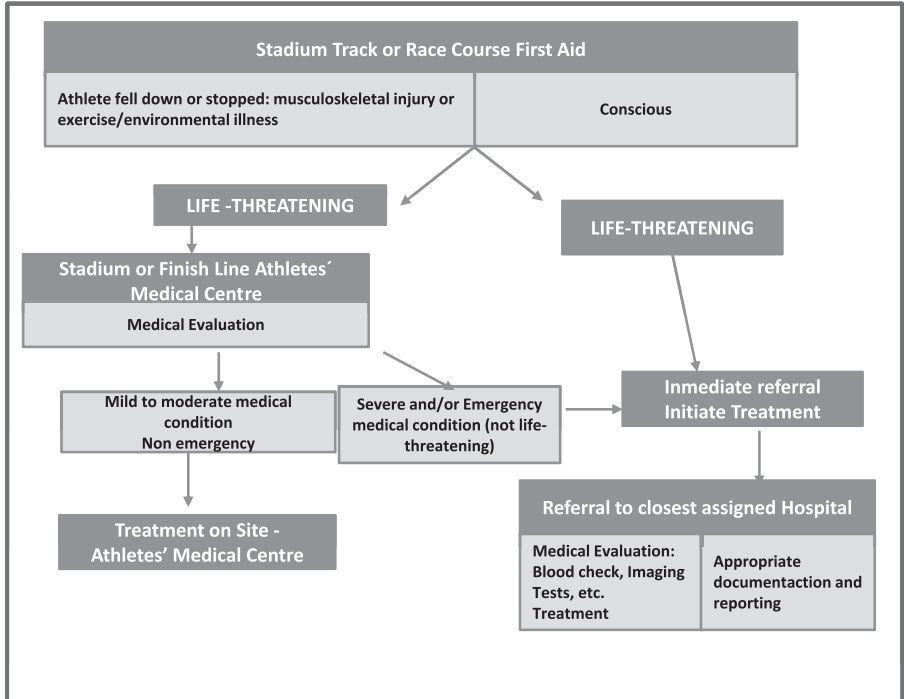 Stadium Track or Race Course First Aid
Athlete fell down or stopped: musculoskeletal injury or
exercise/environmental illness
Conscious
LIFE -THREATENING
LIFE-THREATENING
Stadium or Finish Line Athletes´
Medical Centre
Medical Evaluation
Mild to moderate medical
condition
Non emergency
Severe and/or Emergency
medical condition (not life-
threatening)
Inmediate referral
Initiate Treatment
Treatment on Site -
Athletes’ Medical Centre
Referral to closest assigned Hospital
Medical Evaluation:
Blood check, Imaging
Tests, etc.
Treatment
Appropriate
documentaction and
reporting